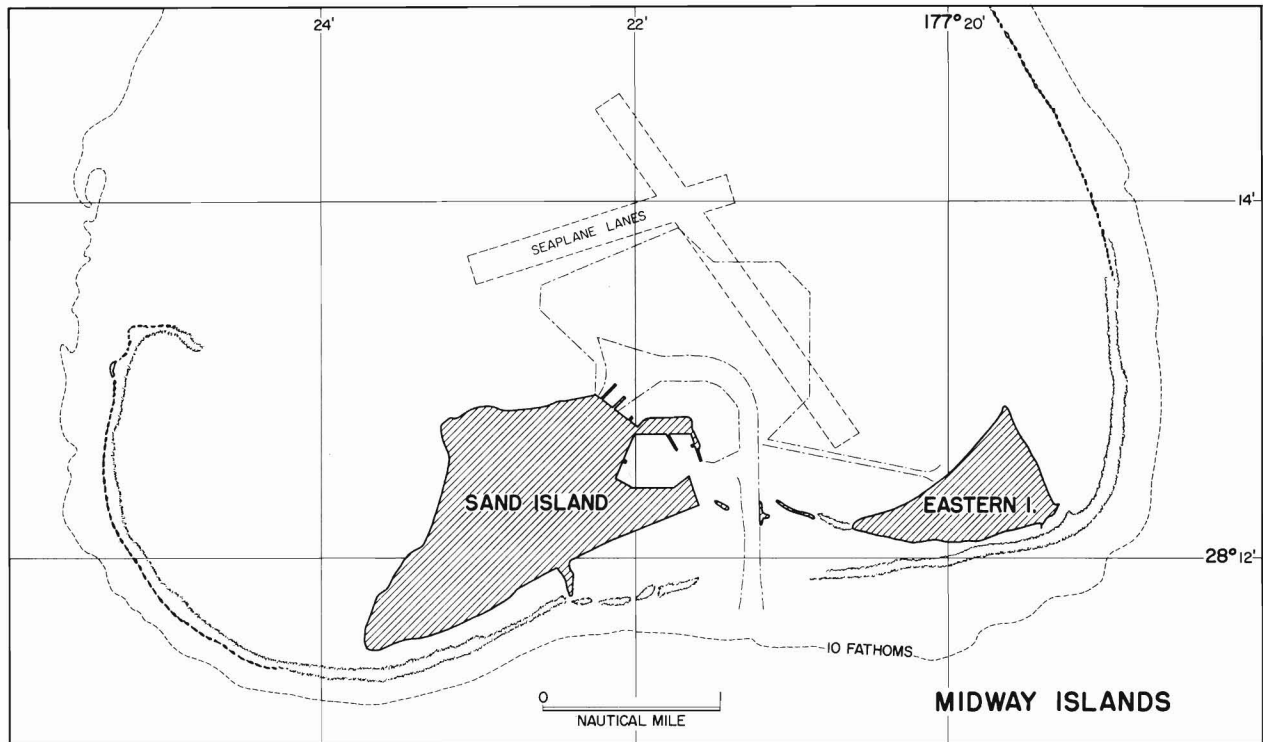 24'
22'
177° 20'
14'
SEAPLANE LANES
SAND ISLAND
EASTERN I.
28° 12'
10 FATHOMS
0
1
NAUTICAL MILE
MIDWAY ISLANDS